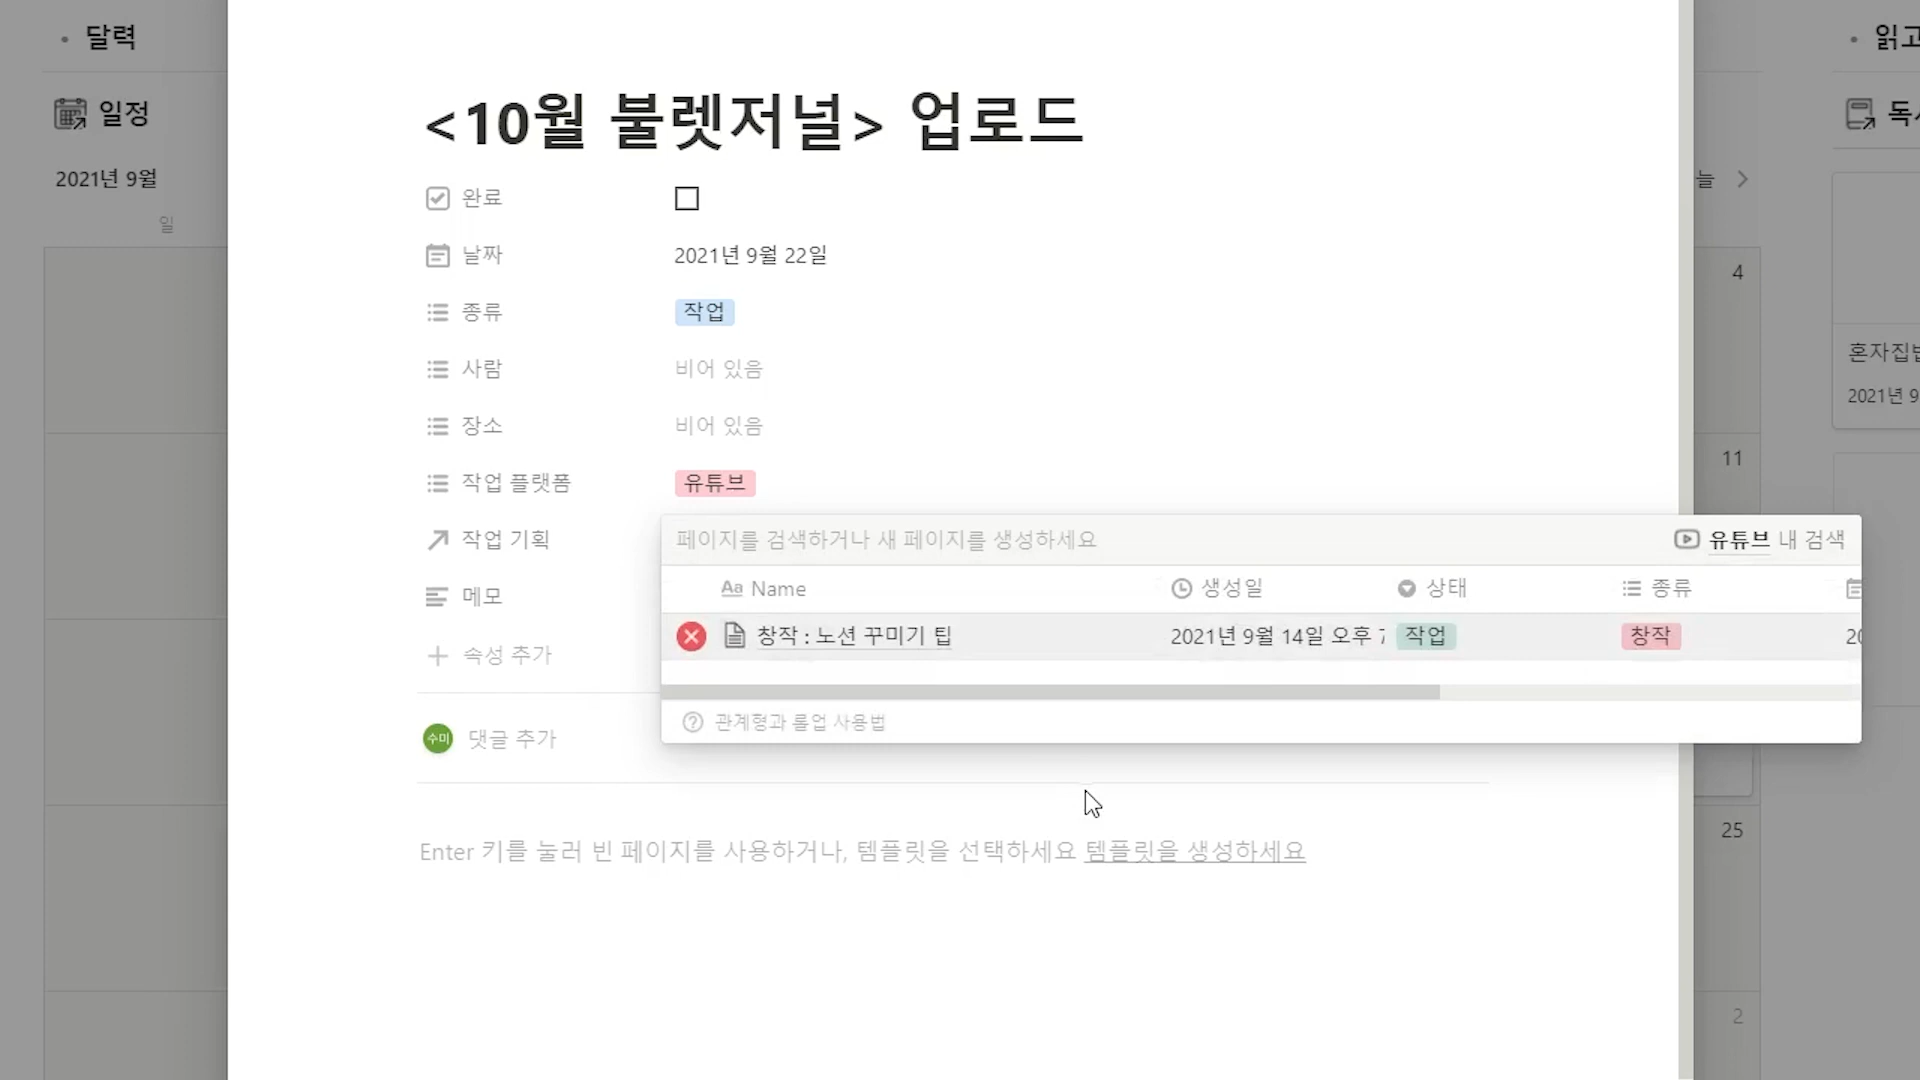 달력
일정
2021년 9월
일
<10월 불렛저널> 업로드
완료
날짜 2021년 9월 22일
종류 작업
사람 비어 있음
장소 비어 있음
작업 플랫폼 유튜브
작업 기획
메모
속성 추가
페이지를 검색하거나 새 페이지를 생성하세요 유튜브 내 검색
Aa Name 생성일 상태 종류
창작 : 노션 꾸미기 팁 2021년 9월 14일 오후 작업 창작 20
관계형과 롤업 사용법
수미 댓글 추가
Enter 키를 눌러 빈 페이지를 사용하거나, 템플릿을 선택하세요 템플릿을 생성하세요
늘
4
11
25
2
읽고
독서
혼자집
2021년 9